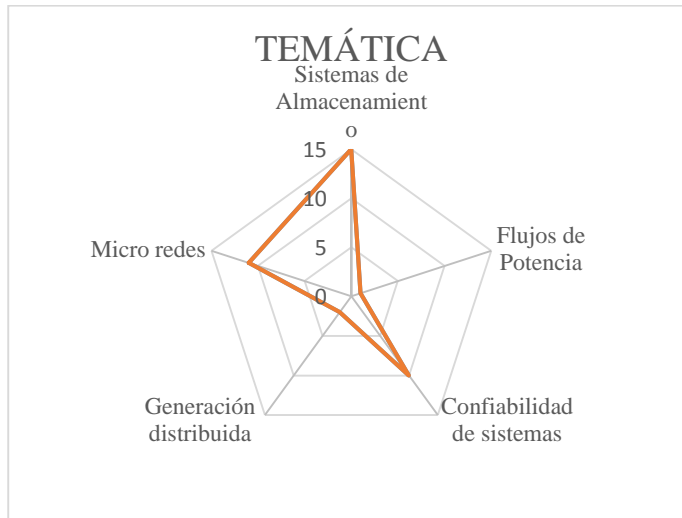 TEMÁTICA
Sistemas de
Almacenamient
o
15
10
5
0
Flujos de
Potencia
Confiabilidad
de sistemas
Generación
distribuida
Micro redes